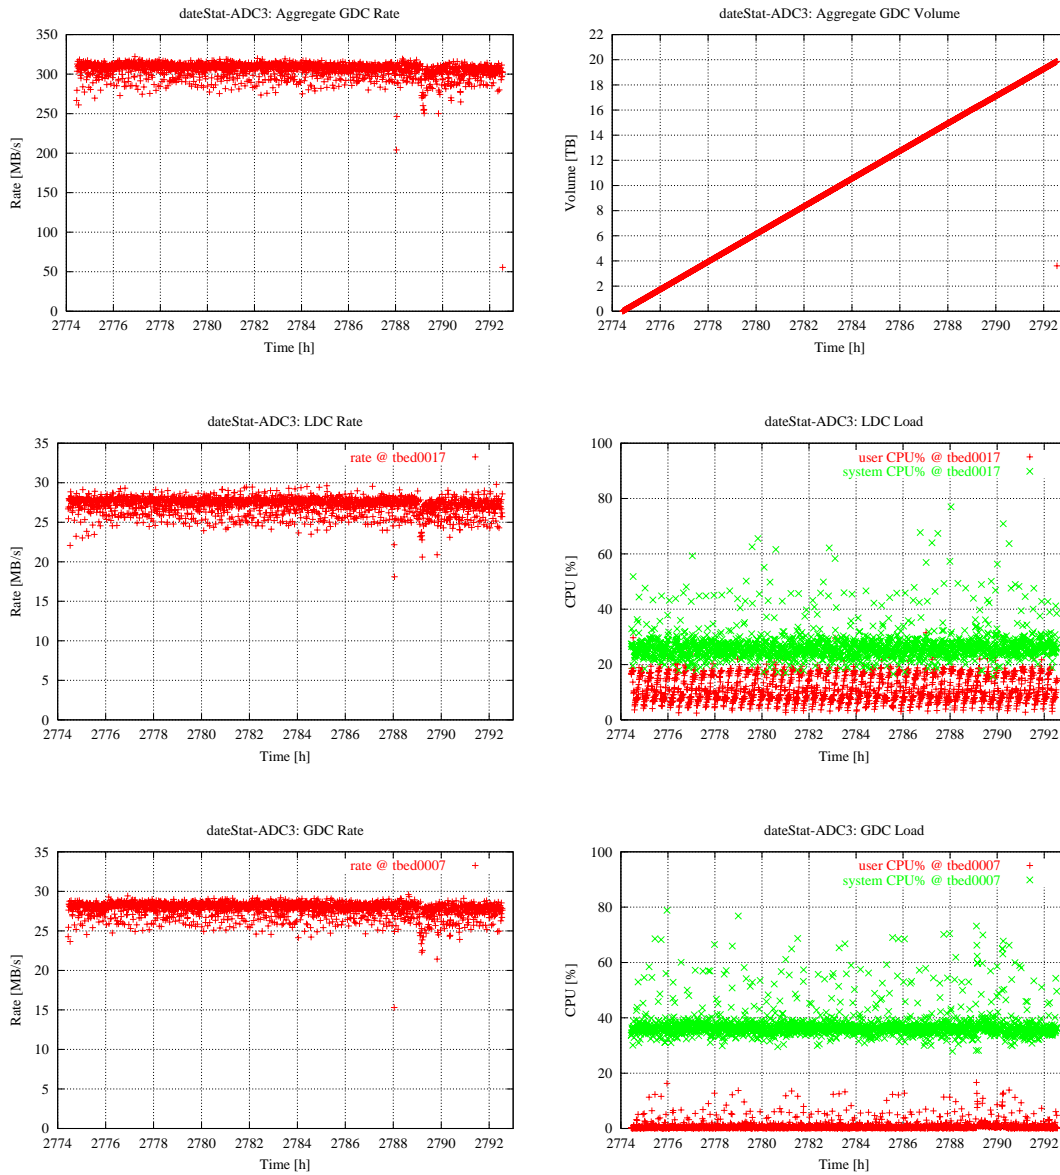 dateStat-ADC3: Aggregate GDC Rate
350
300
250
200
150
100
50
0
Rate [MB/s]
2774 2776 2778 2780 2782 2784 2786 2788 2790 2792
Time [h]
dateStat-ADC3: Aggregate GDC Volume
22
20
18
16
14
12
10
8
6
4
2
0
Volume [TB]
2774 2776 2778 2780 2782 2784 2786 2788 2790 2792
Time [h]
dateStat-ADC3: LDC Rate
rate @ tbed0017
35
30
25
20
15
10
5
0
Rate [MB/s]
2774 2776 2778 2780 2782 2784 2786 2788 2790 2792
Time [h]
dateStat-ADC3: LDC Load
user CPU% @ tbed0017
system CPU% @ tbed0017
100
80
60
40
20
0
CPU [%]
2774 2776 2778 2780 2782 2784 2786 2788 2790 2792
Time [h]
dateStat-ADC3: GDC Rate
rate @ tbed0007
35
30
25
20
15
10
5
0
Rate [MB/s]
2774 2776 2778 2780 2782 2784 2786 2788 2790 2792
Time [h]
dateStat-ADC3: GDC Load
user CPU% @ tbed0007
system CPU% @ tbed0007
100
80
60
40
20
0
CPU [%]
2774 2776 2778 2780 2782 2784 2786 2788 2790 2792
Time [h]